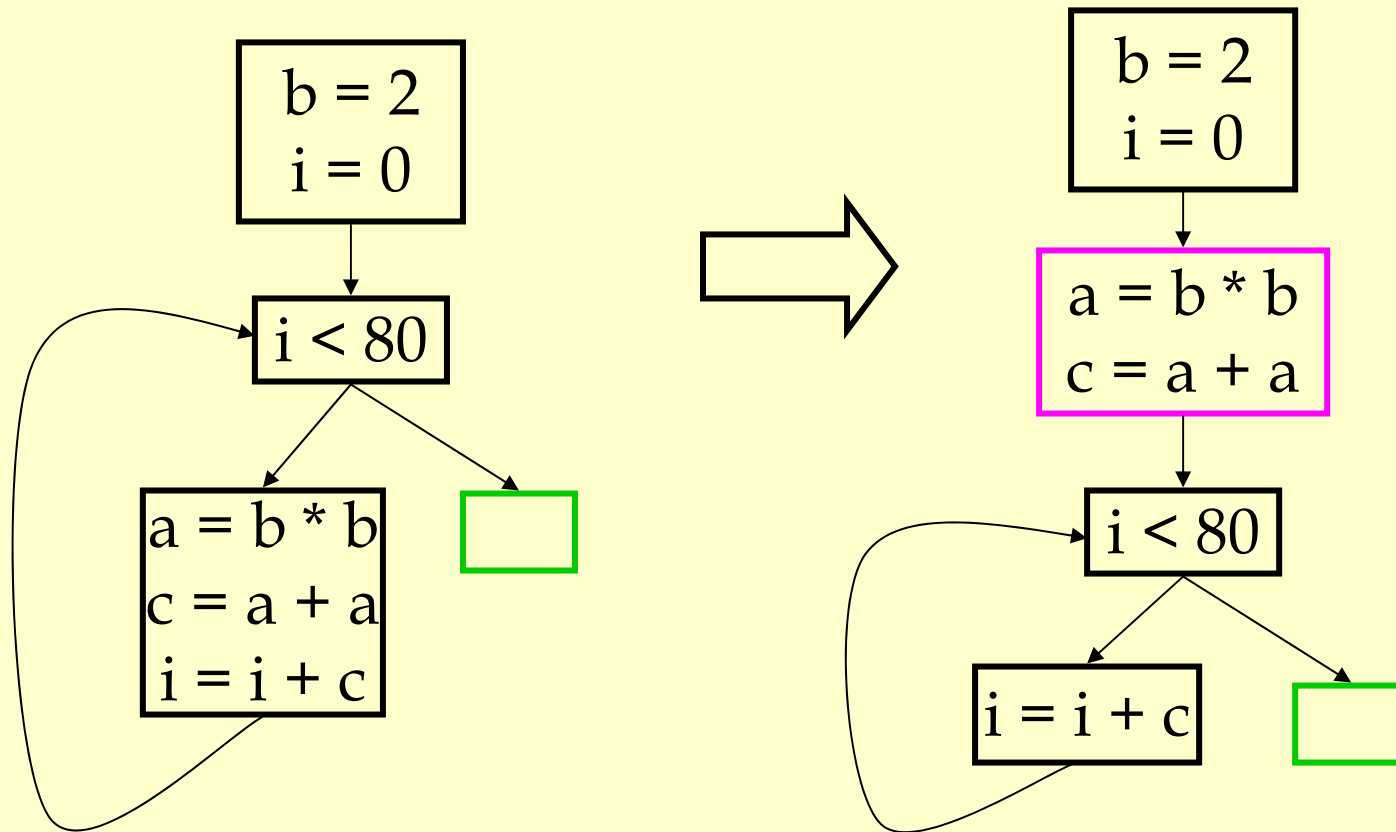 b = 2
i = 0
i < 80
a = b * b
c = a + a
i = i + c
b = 2
i = 0
a = b * b
c = a + a
i < 80
i = i + c